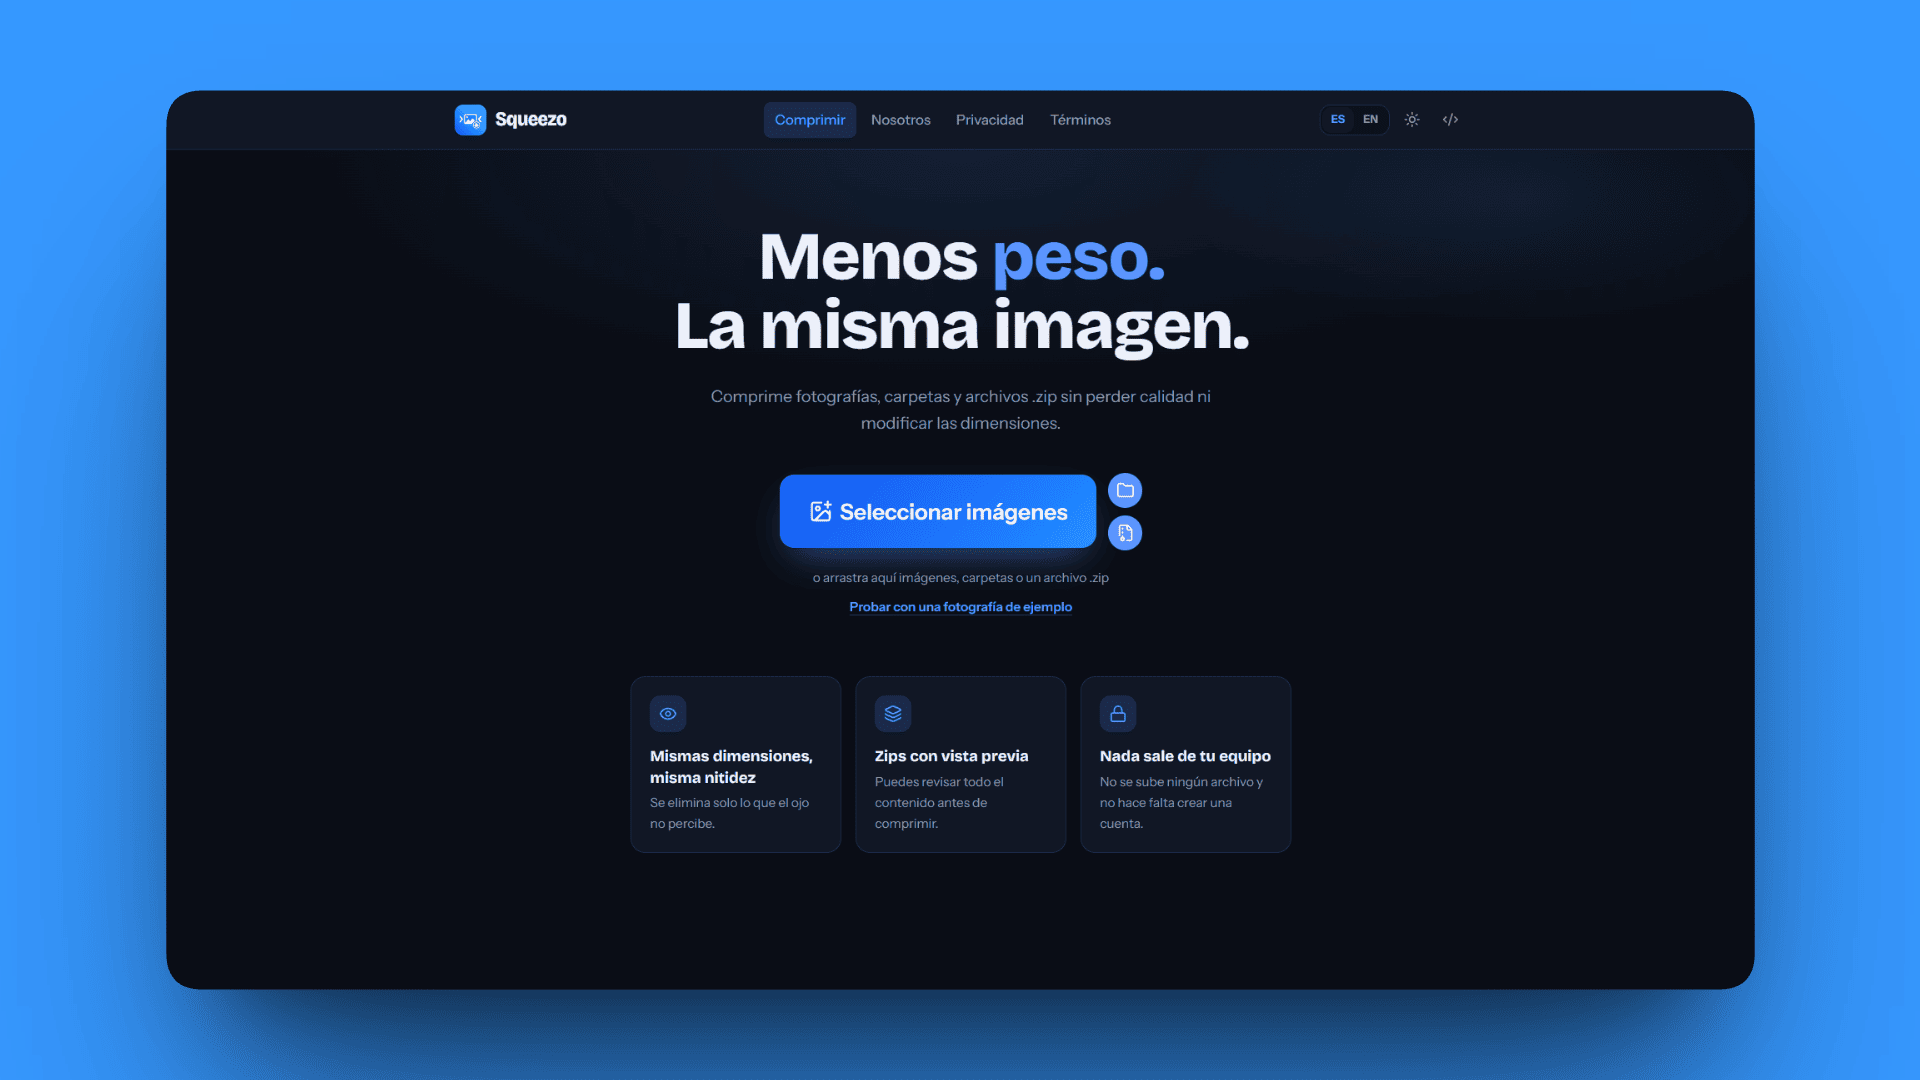 Squeezo
Comprimir
Nosotros
Privacidad
Términos
ES
EN
Menos peso.
La misma imagen.
Comprime fotografías, carpetas y archivos .zip sin perder calidad ni
modificar las dimensiones.
Seleccionar imágenes
o arrastra aquí imágenes, carpetas o un archivo .zip
Probar con una fotografía de ejemplo
Mismas dimensiones,
misma nitidez
Se elimina solo lo que el ojo
no percibe.
Zips con vista previa
Puedes revisar todo el
contenido antes de
comprimir.
Nada sale de tu equipo
No se sube ningún archivo y
no hace falta crear una
cuenta.